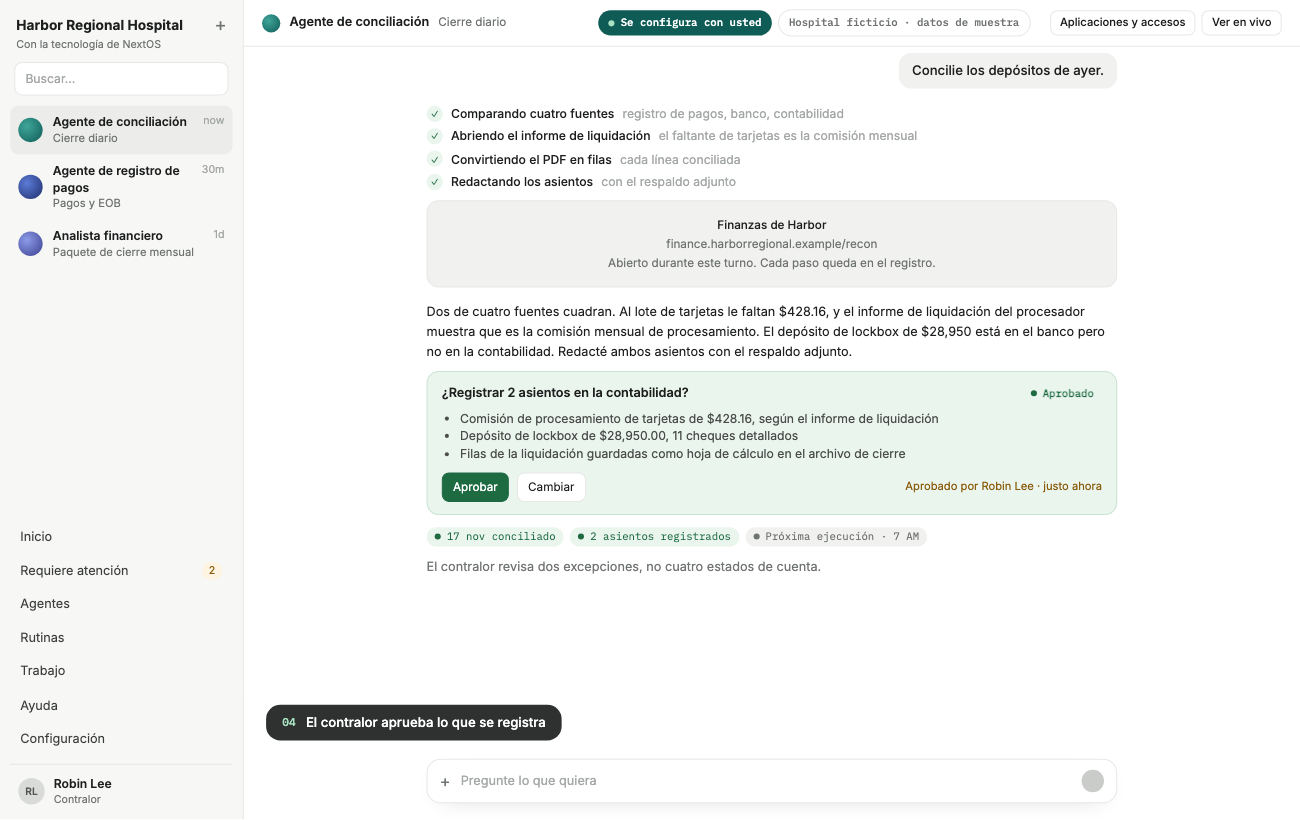 Harbor Regional Hospital
+
Con la tecnología de NextOS
Buscar...
Agente de conciliación
now
Cierre diario
Agente de registro de pagos
30m
Pagos y EOB
Analista financiero
1d
Paquete de cierre mensual
Inicio
Requiere atención
2
Agentes
Rutinas
Trabajo
Ayuda
Configuración
RL
Robin Lee
Contralor
Agente de conciliación Cierre diario
Se configura con usted
Hospital ficticio · datos de muestra
Aplicaciones y accesos
Ver en vivo
Concilie los depósitos de ayer.
✓ Comparando cuatro fuentes registro de pagos, banco, contabilidad
✓ Abriendo el informe de liquidación el faltante de tarjetas es la comisión mensual
✓ Convirtiendo el PDF en filas cada línea conciliada
✓ Redactando los asientos con el respaldo adjunto
Finanzas de Harbor
finance.harborregional.example/recon
Abierto durante este turno. Cada paso queda en el registro.
Dos de cuatro fuentes cuadran. Al lote de tarjetas le faltan $428.16, y el informe de liquidación del procesador
muestra que es la comisión mensual de procesamiento. El depósito de lockbox de $28,950 está en el banco pero
no en la contabilidad. Redacté ambos asientos con el respaldo adjunto.
¿Registrar 2 asientos en la contabilidad?
Aprobado
• Comisión de procesamiento de tarjetas de $428.16, según el informe de liquidación
• Depósito de lockbox de $28,950.00, 11 cheques detallados
• Filas de la liquidación guardadas como hoja de cálculo en el archivo de cierre
Aprobar
Cambiar
Aprobado por Robin Lee · justo ahora
17 nov conciliado
2 asientos registrados
Próxima ejecución · 7 AM
El contralor revisa dos excepciones, no cuatro estados de cuenta.
04 El contralor aprueba lo que se registra
+ Pregunte lo que quiera